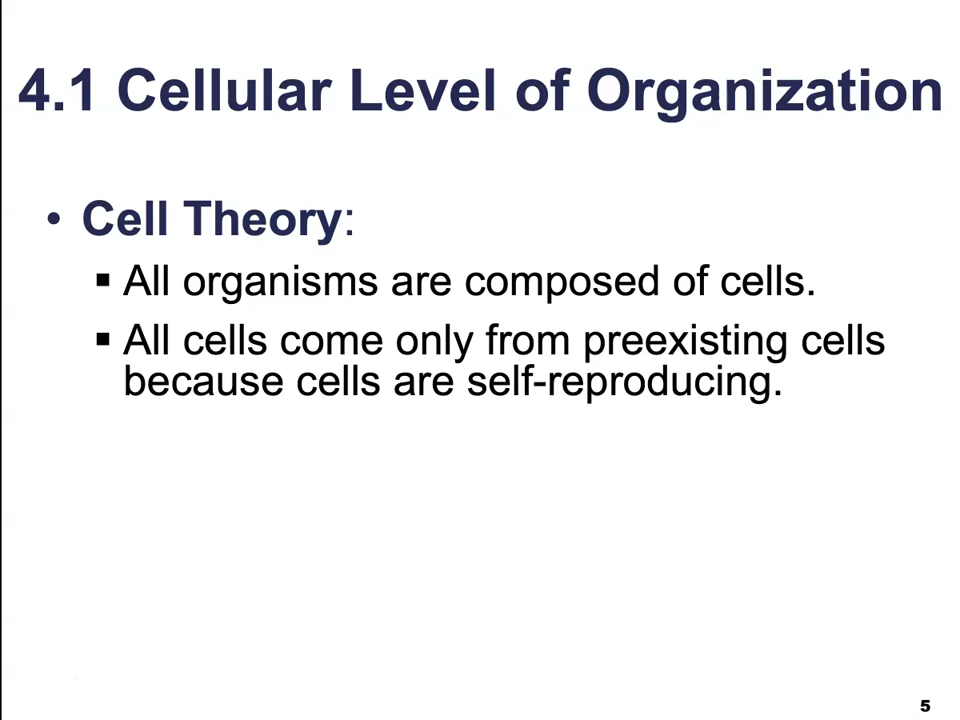 4.1 Cellular Level of Organization
• Cell Theory:
▪ All organisms are composed of cells.
▪ All cells come only from preexisting cells
because cells are self-reproducing.
5